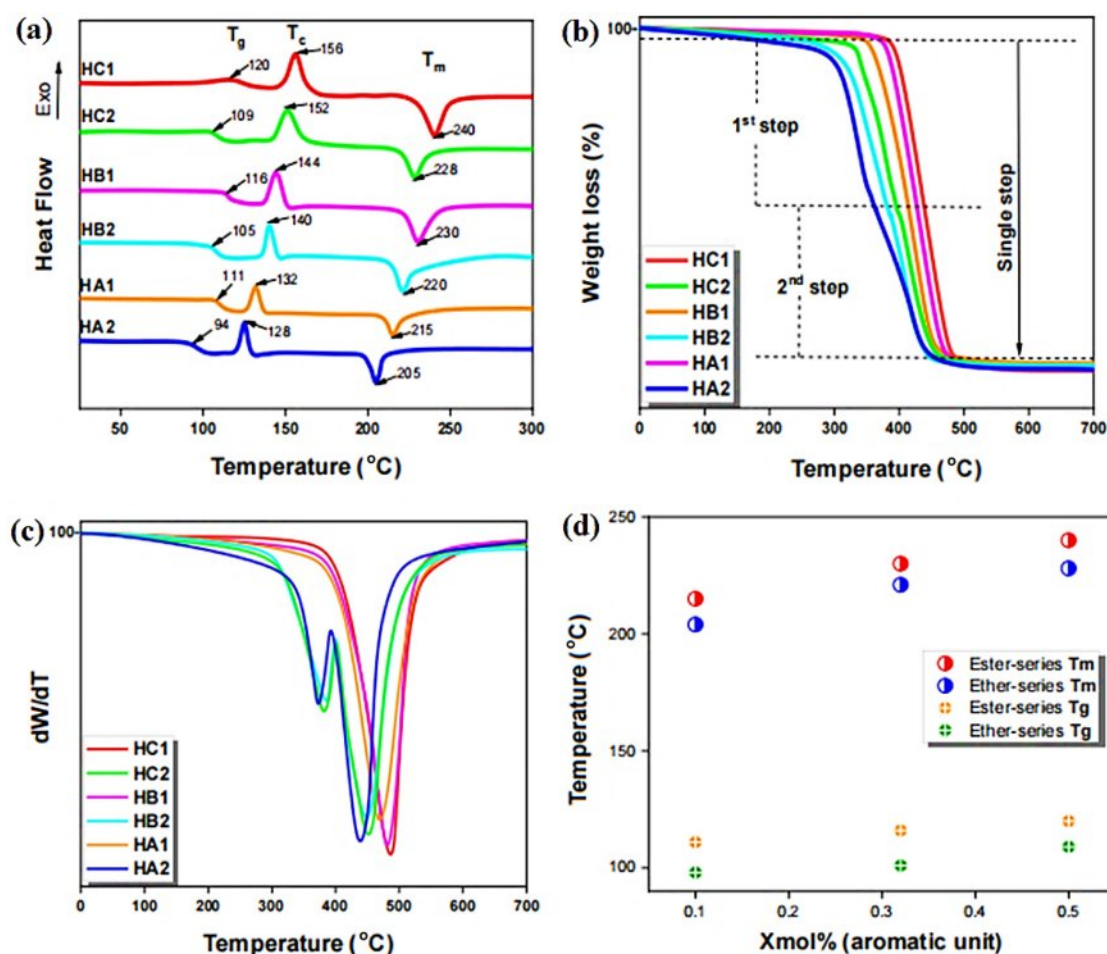 (a)
Tg
Tc
Tm
Exo
Heat Flow
HC1
120
156
240
HC2
109
152
228
HB1
116
144
230
HB2
105
140
220
HA1
111
132
215
HA2
94
128
205
50 100 150 200 250 300
Temperature (°C)
(b)
100
Weight loss (%)
1st step
2nd step
Single step
HC1
HC2
HB1
HB2
HA1
HA2
0 100 200 300 400 500 600 700
Temperature (°C)
(c)
100
dW/dT
HC1
HC2
HB1
HB2
HA1
HA2
0 100 200 300 400 500 600 700
Temperature (°C)
(d)
250
200
150
100
Temperature (°C)
Ester-series Tm
Ether-series Tm
Ester-series Tg
Ether-series Tg
0.1 0.2 0.3 0.4 0.5
Xmol% (aromatic unit)